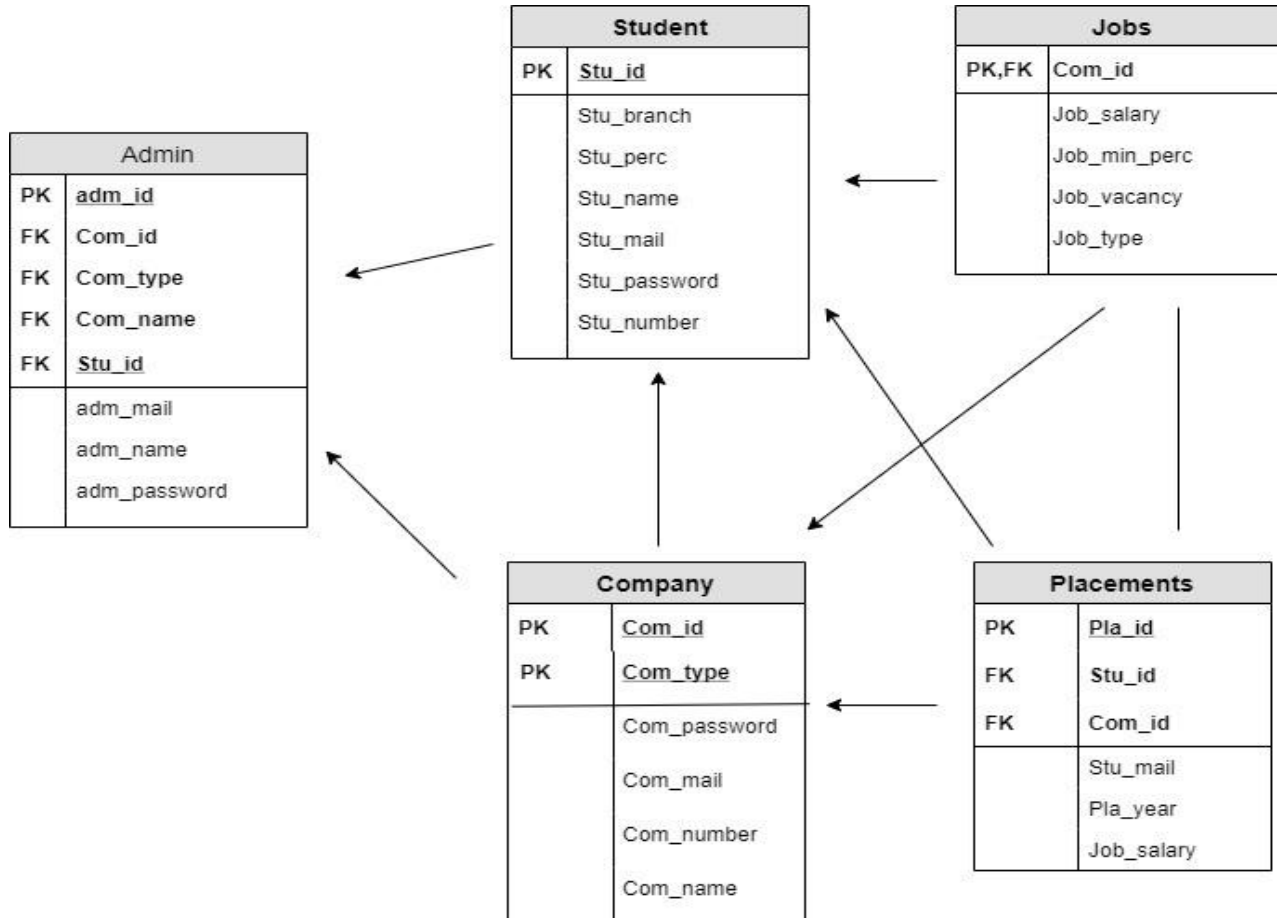 Student
PK Stu_id
Stu_branch
Stu_perc
Stu_name
Stu_mail
Stu_password
Stu_number
Jobs
PK,FK Com_id
Job_salary
Job_min_perc
Job_vacancy
Job_type
Admin
PK adm_id
FK Com_id
FK Com_type
FK Com_name
FK Stu_id
adm_mail
adm_name
adm_password
Company
PK Com_id
PK Com_type
Com_password
Com_mail
Com_number
Com_name
Placements
PK Pla_id
FK Stu_id
FK Com_id
Stu_mail
Pla_year
Job_salary